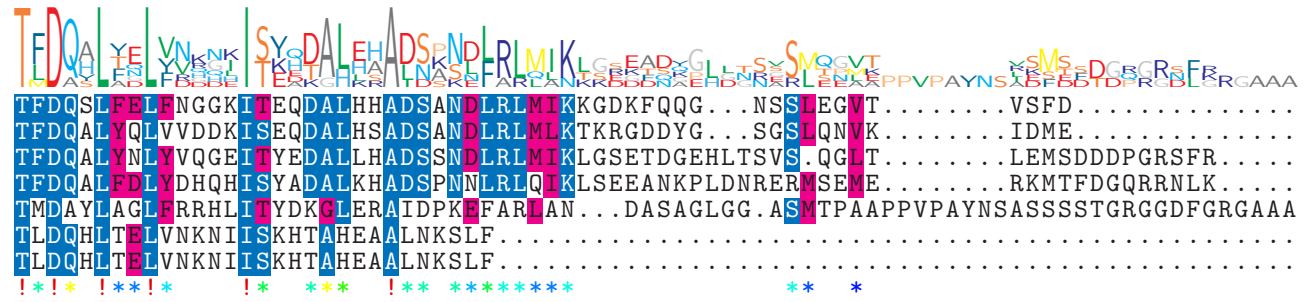 TFDQSLFELFNGGKITEQDALHHADSANDLRLMIKKGDKFQQG...NSSLEGVT........VSFD..............
TFDQALYQLVVDDKISEQDALHSADSANDLRLMLKTKRGDDYG...SGSLQNVK........IDME..............
TFDQALYNLYVQGEITYEDALLHADSSNDLRLMIKLGSETDGEHLTSVS.QGLT........LEMSDDDPGRSFR.....
TFDQALFDLYDHQHISYADALKHADSPNNLRLQIKLSEEANKPLDNRERMSEME........RKMTFDGQRRNLK.....
TMDAYLAGLFRRHLITYDKGLERAIDPKEFARLAN...DASAGLGG.ASMTPAAPPVPAYNSASSSSTGRGGDFGRGAAA
TLDQHLTELVNKNIISKHTAHEAALNKSLF..................................................
TLDQHLTELVNKNIISKHTAHEAALNKSLF..................................................
!*!* !**!*    !*  ***  !** ********             **  *